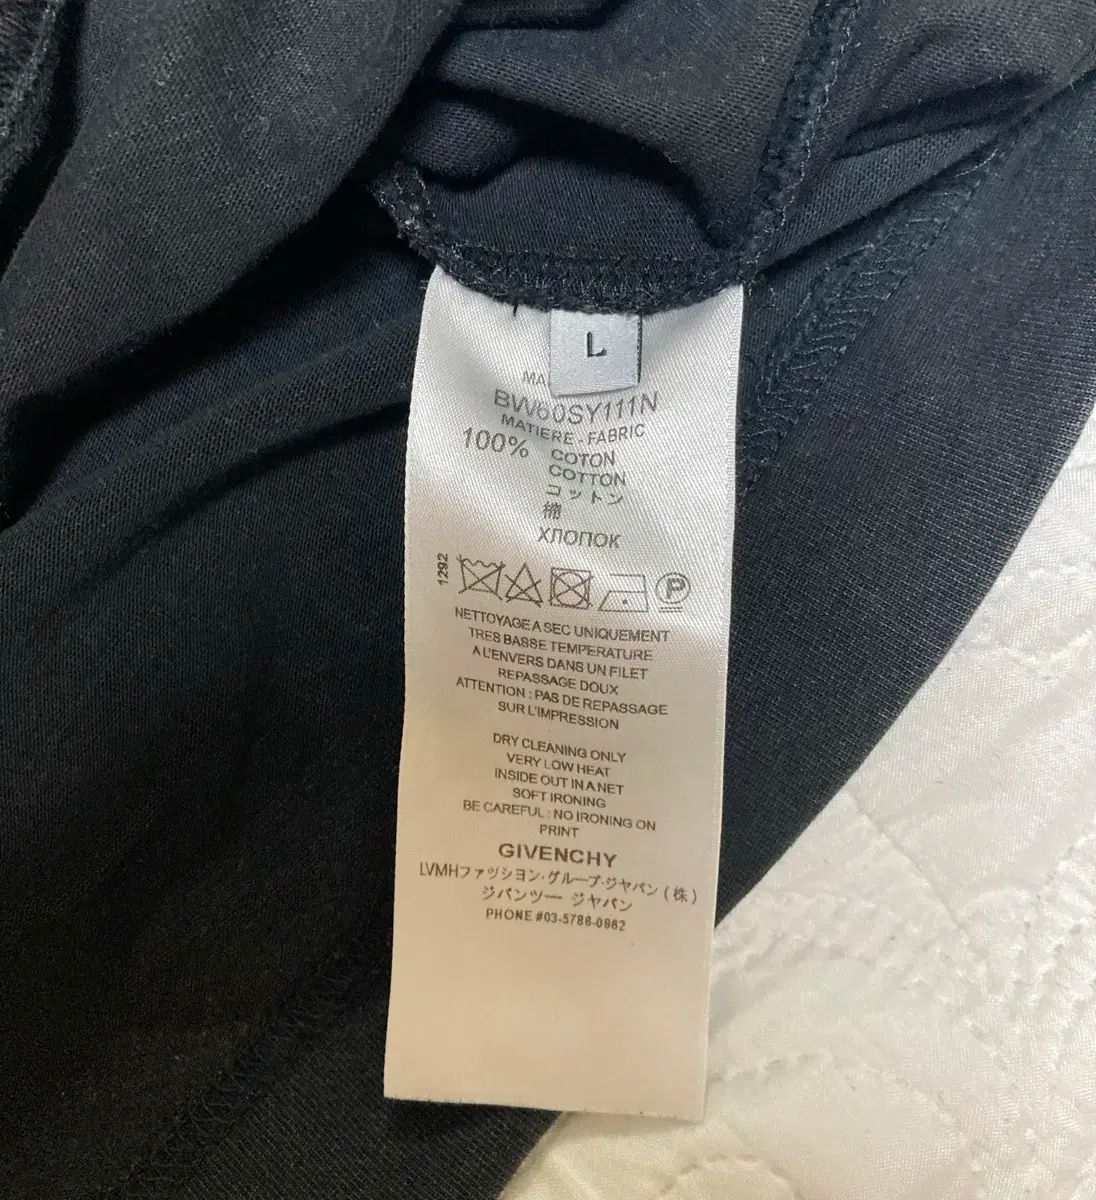 L
BW60SY111N
MATIERE - FABRIC
100% COTON
COTTON
コットン
棉
ХЛОПОК
1292
P
NETTOYAGE A SEC UNIQUEMENT
TRES BASSE TEMPERATURE
A L'ENVERS DANS UN FILET
REPASSAGE DOUX
ATTENTION : PAS DE REPASSAGE
SUR L'IMPRESSION
DRY CLEANING ONLY
VERY LOW HEAT
INSIDE OUT IN A NET
SOFT IRONING
BE CAREFUL : NO IRONING ON
PRINT
GIVENCHY
LVMHファッション・グループ・ジャパン(株)
ジバンシー ジャパン
PHONE #03-5786-0962